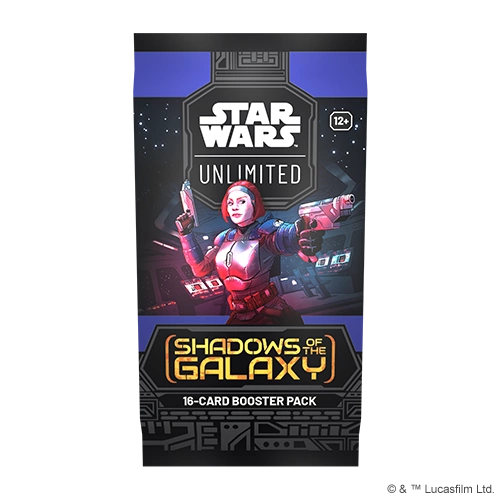 STAR
WARS
UNLIMITED
12+
SHADOWS OF THE
GALAXY
16-CARD BOOSTER PACK
© & ™ Lucasfilm Ltd.